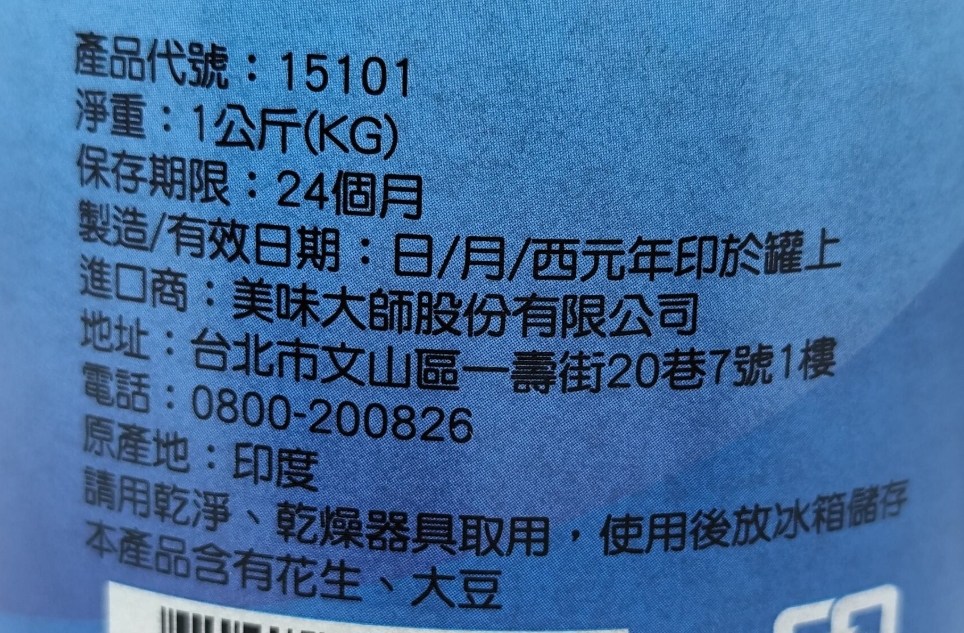 產品代號：15101
淨重：1公斤(KG)
保存期限：24個月
製造/有效日期：日/月/西元年印於罐上
進口商：美味大師股份有限公司
地址：台北市文山區一壽街20巷7號1樓
電話：0800-200826
原產地：印度
請用乾淨、乾燥器具取用，使用後放冰箱儲存
本產品含有花生、大豆